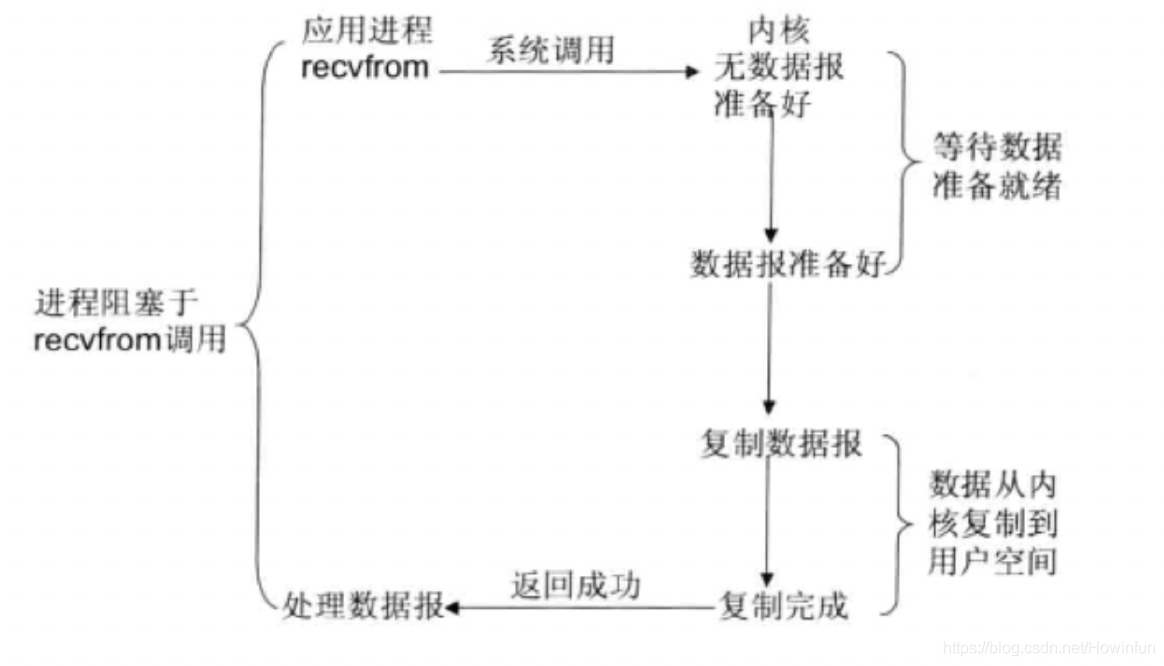 应用进程
recvfrom
系统调用
内核
无数据报
准备好
等待数据
准备就绪
数据报准备好
进程阻塞于
recvfrom调用
复制数据报
数据从内
核复制到
用户空间
处理数据报
返回成功
复制完成
https://blog.csdn.net/Howinfun